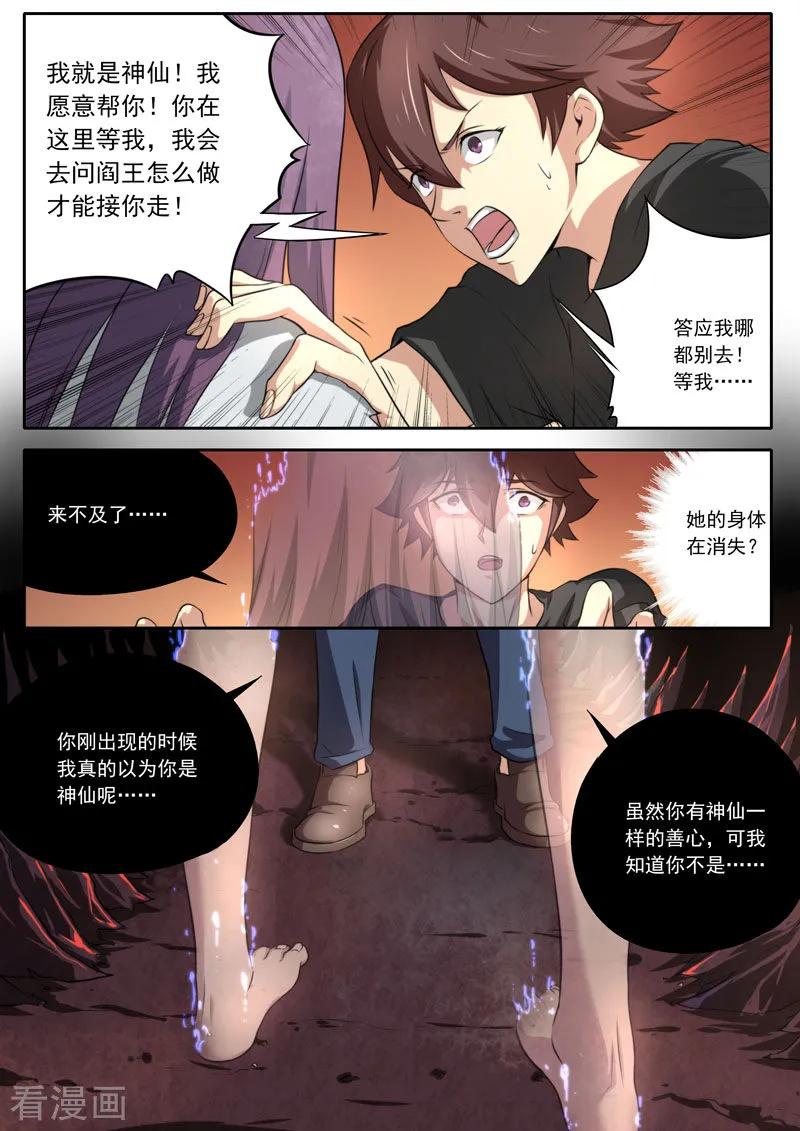 我就是神仙！我
愿意帮你！你在
这里等我，我会
去问阎王怎么做
才能接你走！
答应我哪
都别去！
等我……
来不及了……
她的身体
在消失？
你刚出现的时候
我真的以为你是
神仙呢……
虽然你有神仙一
样的善心，可我
知道你不是……
看漫画